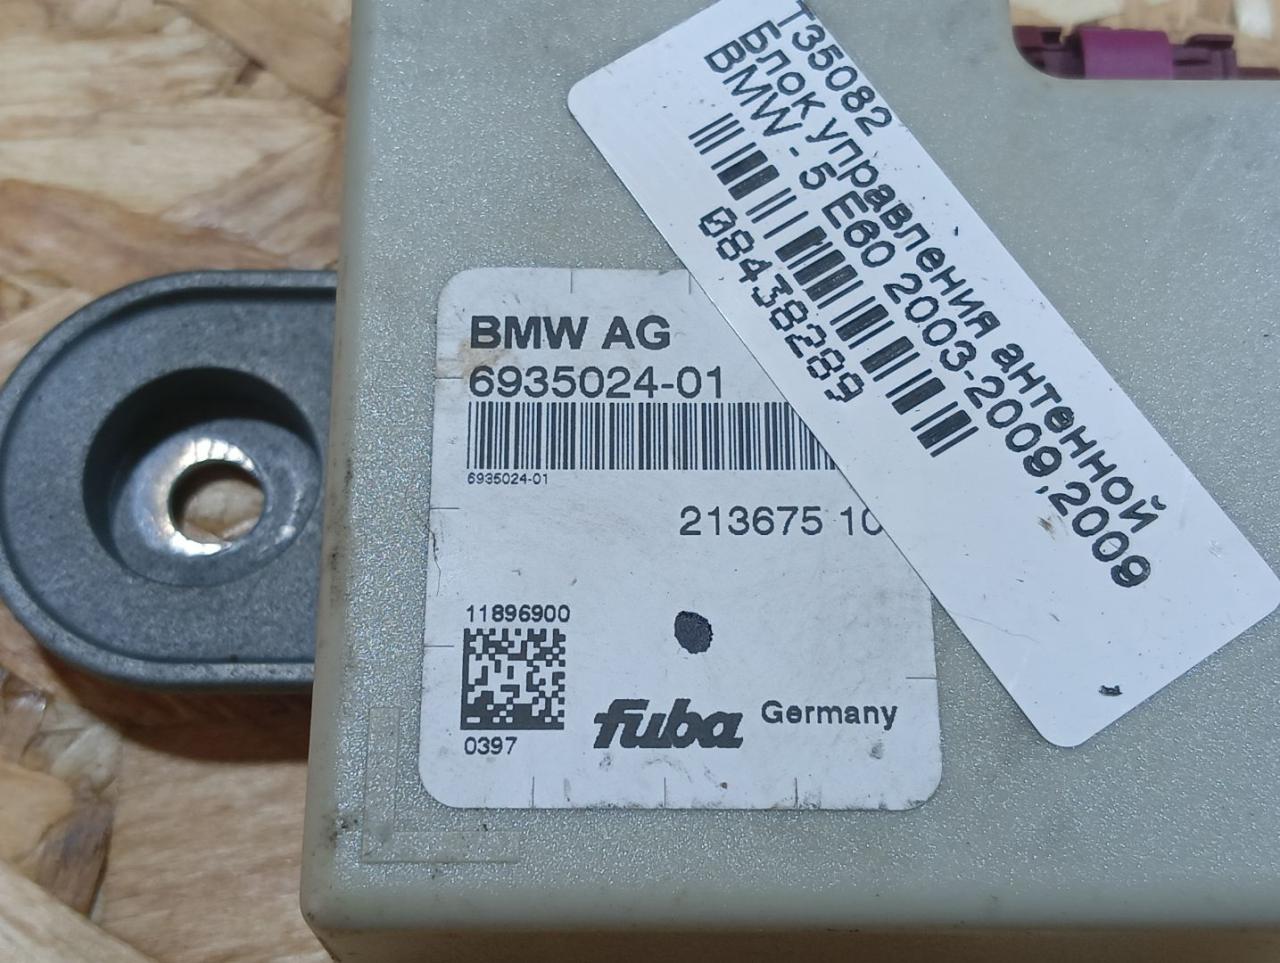 T35082
Блок управления антенной
BMW - 5 E60 2003-2009,2009
08438289
BMW AG
6935024-01
6935024-01
213675 10
11896900
0397
fuba Germany